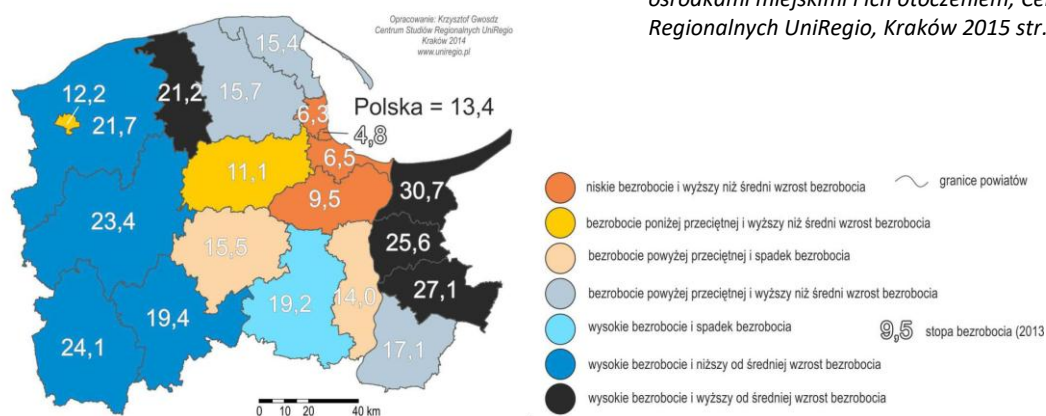 ośrodkami miejskimi i ich otoczeniem, Ce
Regionalnych UniRegio, Kraków 2015 str.
Opracowanie: Krzysztof Gwosdz
Centrum Studiów Regionalnych UniRegio
Kraków 2014
www.uniregio.pl
15,4
12,2
21,2
15,7
6,3
Polska = 13,4
21,7
4,8
6,5
11,1
30,7
9,5
23,4
15,5
25,6
19,2
14,0
27,1
19,4
24,1
17,1
0 10 20 40 km
niskie bezrobocie i wyższy niż średni wzrost bezrobocia
granice powiatów
bezrobocie poniżej przeciętnej i wyższy niż średni wzrost bezrobocia
bezrobocie powyżej przeciętnej i spadek bezrobocia
bezrobocie powyżej przeciętnej i wyższy niż średni wzrost bezrobocia
wysokie bezrobocie i spadek bezrobocia
9,5 stopa bezrobocia (2013
wysokie bezrobocie i niższy od średniej wzrost bezrobocia
wysokie bezrobocie i wyższy od średniej wzrost bezrobocia